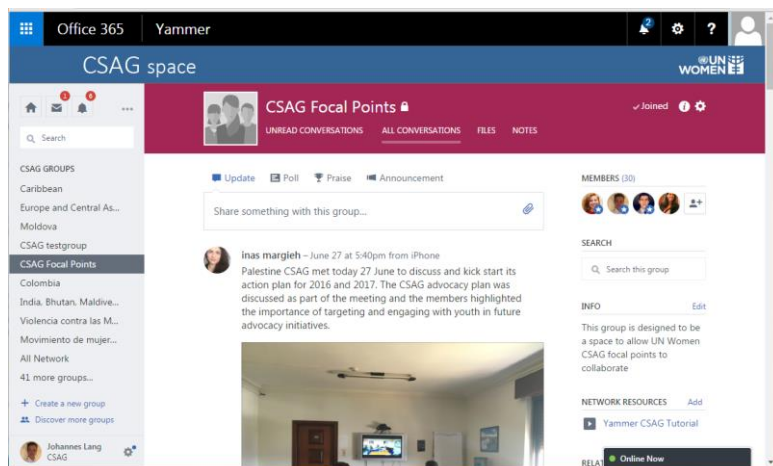 Office 365
Yammer
2
?
CSAG space
UN
WOMEN
1
8
...
Search
CSAG GROUPS
Caribbean
Europe and Central As...
Moldova
CSAG testgroup
CSAG Focal Points
Colombia
India, Bhutan, Maldive...
Violencia contra las M...
Movimiento de mujer...
All Network
41 more groups...
+ Create a new group
Discover more groups
Johannes Lang
CSAG
CSAG Focal Points
UNREAD CONVERSATIONS ALL CONVERSATIONS FILES NOTES
Joined
Update Poll Praise Announcement
Share something with this group...
inas margieh – June 27 at 5:40pm from iPhone
Palestine CSAG met today 27 June to discuss and kick start its
action plan for 2016 and 2017. The CSAG advocacy plan was
discussed as part of the meeting and the members highlighted
the importance of targeting and engaging with youth in future
advocacy initiatives.
MEMBERS (30)
SEARCH
Search this group
INFO Edit
This group is designed to be
a space to allow UN Women
CSAG focal points to
collaborate
NETWORK RESOURCES Add
Yammer CSAG Tutorial
Online Now